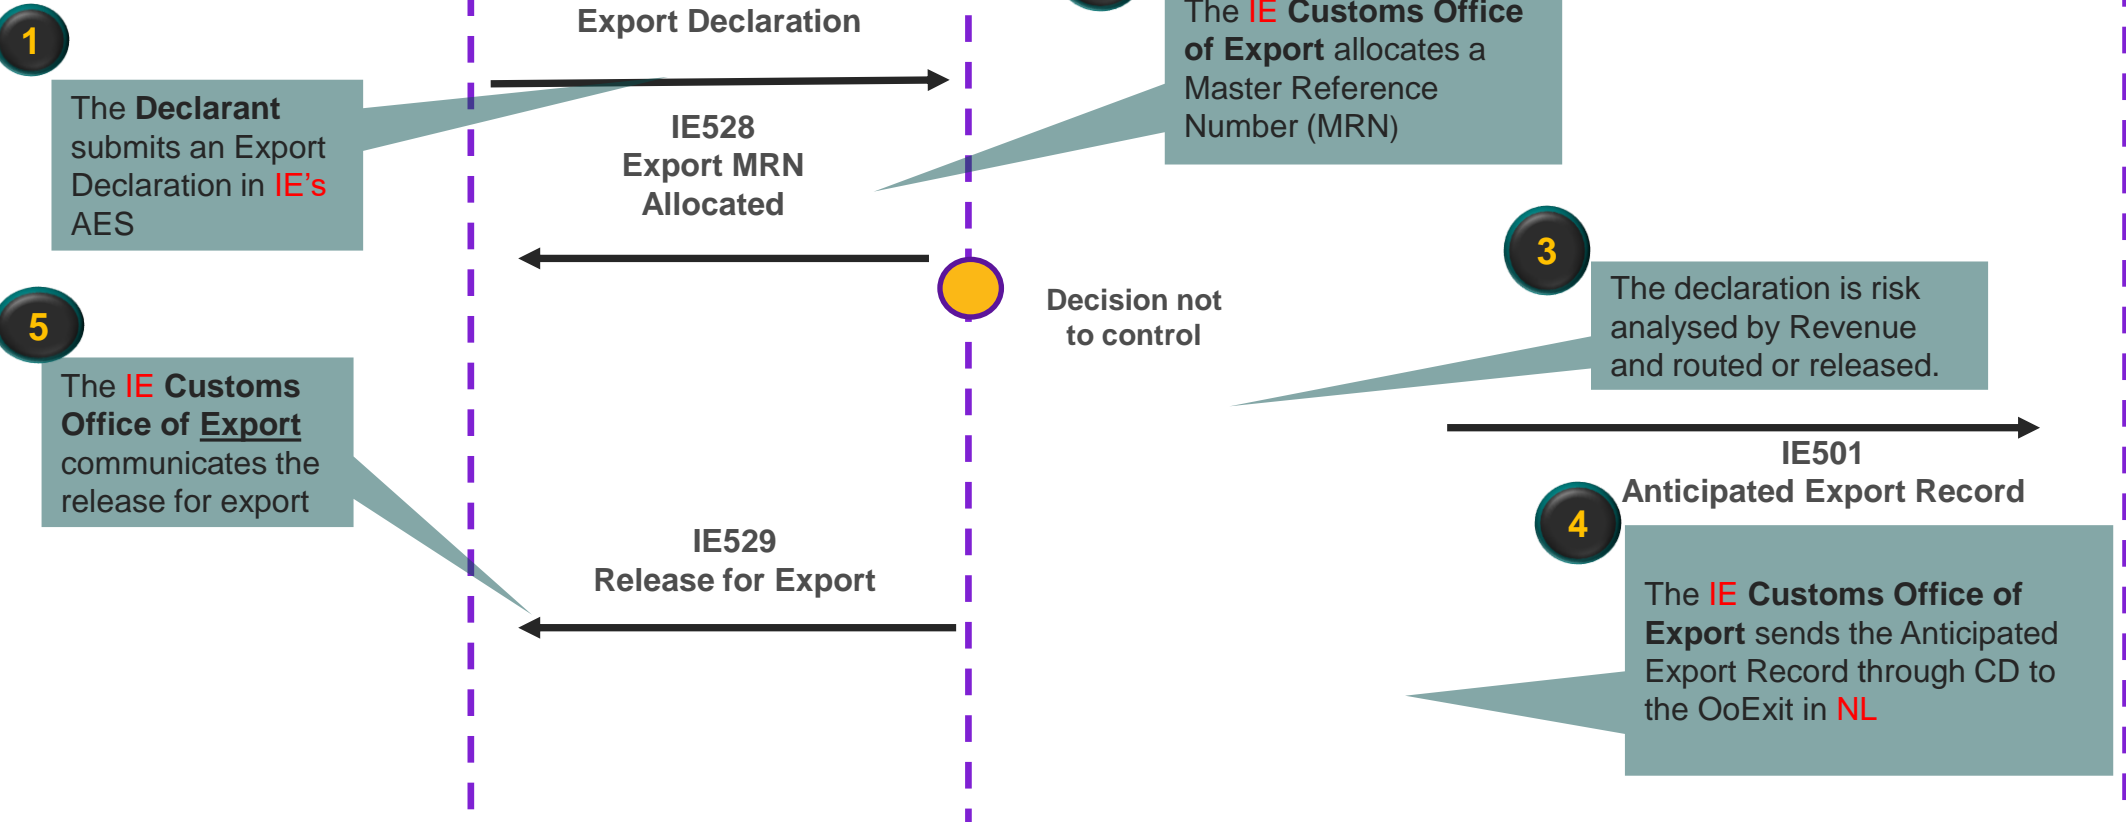 1
The Declarant
submits an Export
Declaration in IE's
AES
Export Declaration
The IE Customs Office
of Export allocates a
Master Reference
Number (MRN)
IE528
Export MRN
Allocated
Decision not
to control
3
The declaration is risk
analysed by Revenue
and routed or released.
IE501
Anticipated Export Record
4
The IE Customs Office of
Export sends the Anticipated
Export Record through CD to
the OoExit in NL
5
The IE Customs
Office of Export
communicates the
release for export
IE529
Release for Export